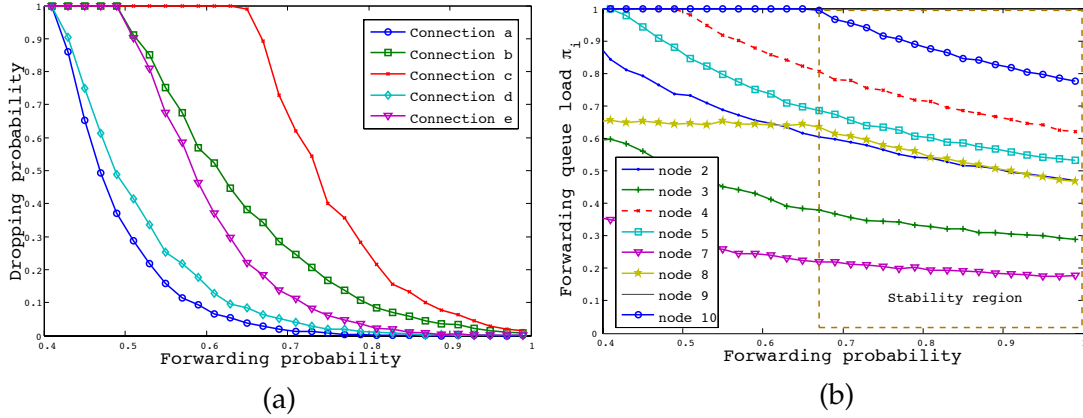 Dropping probability
1
0.9
0.8
0.7
0.6
0.5
0.4
0.3
0.2
0.1
0
0.4
0.5
0.6
0.7
0.8
0.9
1
Forwarding probability
Connection a
Connection b
Connection c
Connection d
Connection e
(a)
Forwarding queue load π_i
1
0.9
0.8
0.7
0.6
0.5
0.4
0.3
0.2
0.1
0
0.4
0.5
0.6
0.7
0.8
0.9
1
Forwarding probability
node 2
node 3
node 4
node 5
node 7
node 8
node 9
node 10
Stability region
(b)